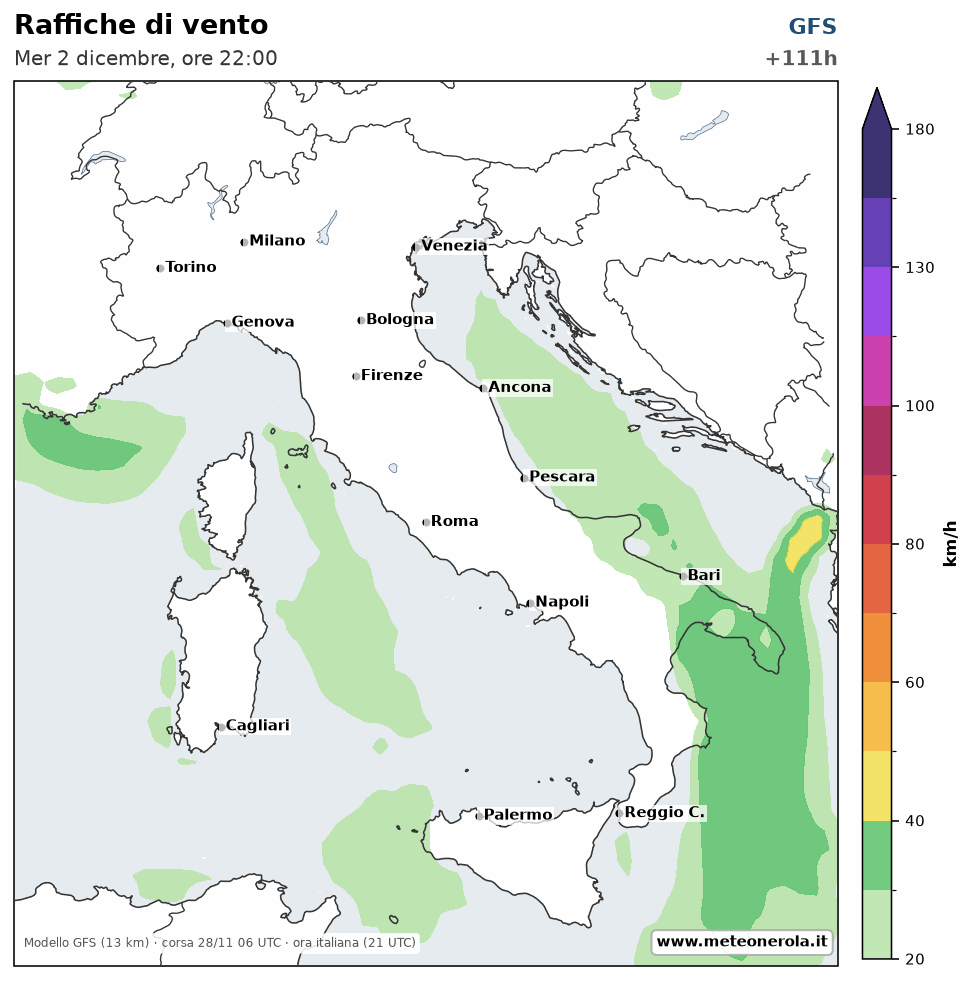 Raffiche di vento
GFS
Mer 2 dicembre, ore 22:00
+111h
180
130
100
80
60
40
20
km/h
Milano
Venezia
Torino
Genova
Bologna
Firenze
Ancona
Pescara
Roma
Bari
Napoli
Cagliari
Palermo
Reggio C.
Modello GFS (13 km) · corsa 28/11 06 UTC · ora italiana (21 UTC)
www.meteonerola.it